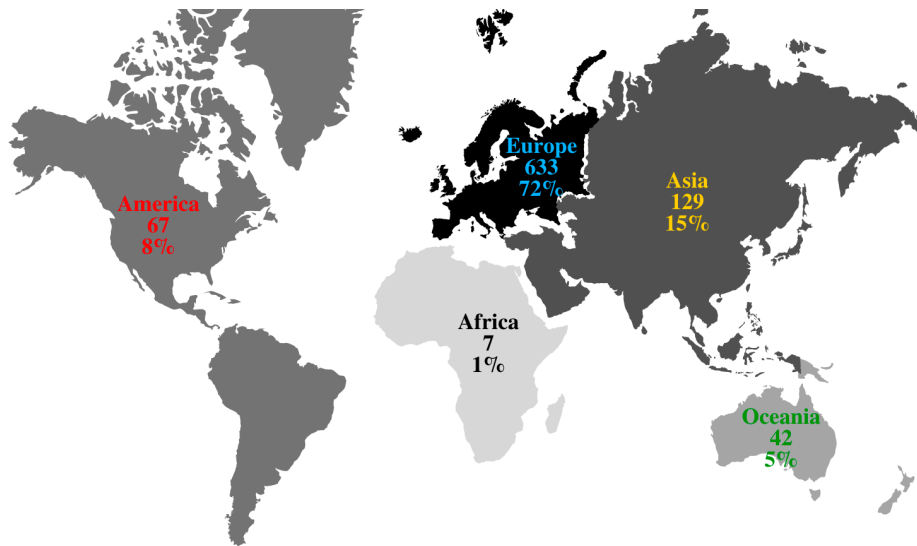 Europe
633
72%
Asia
129
15%
America
67
8%
Africa
7
1%
Oceania
42
5%